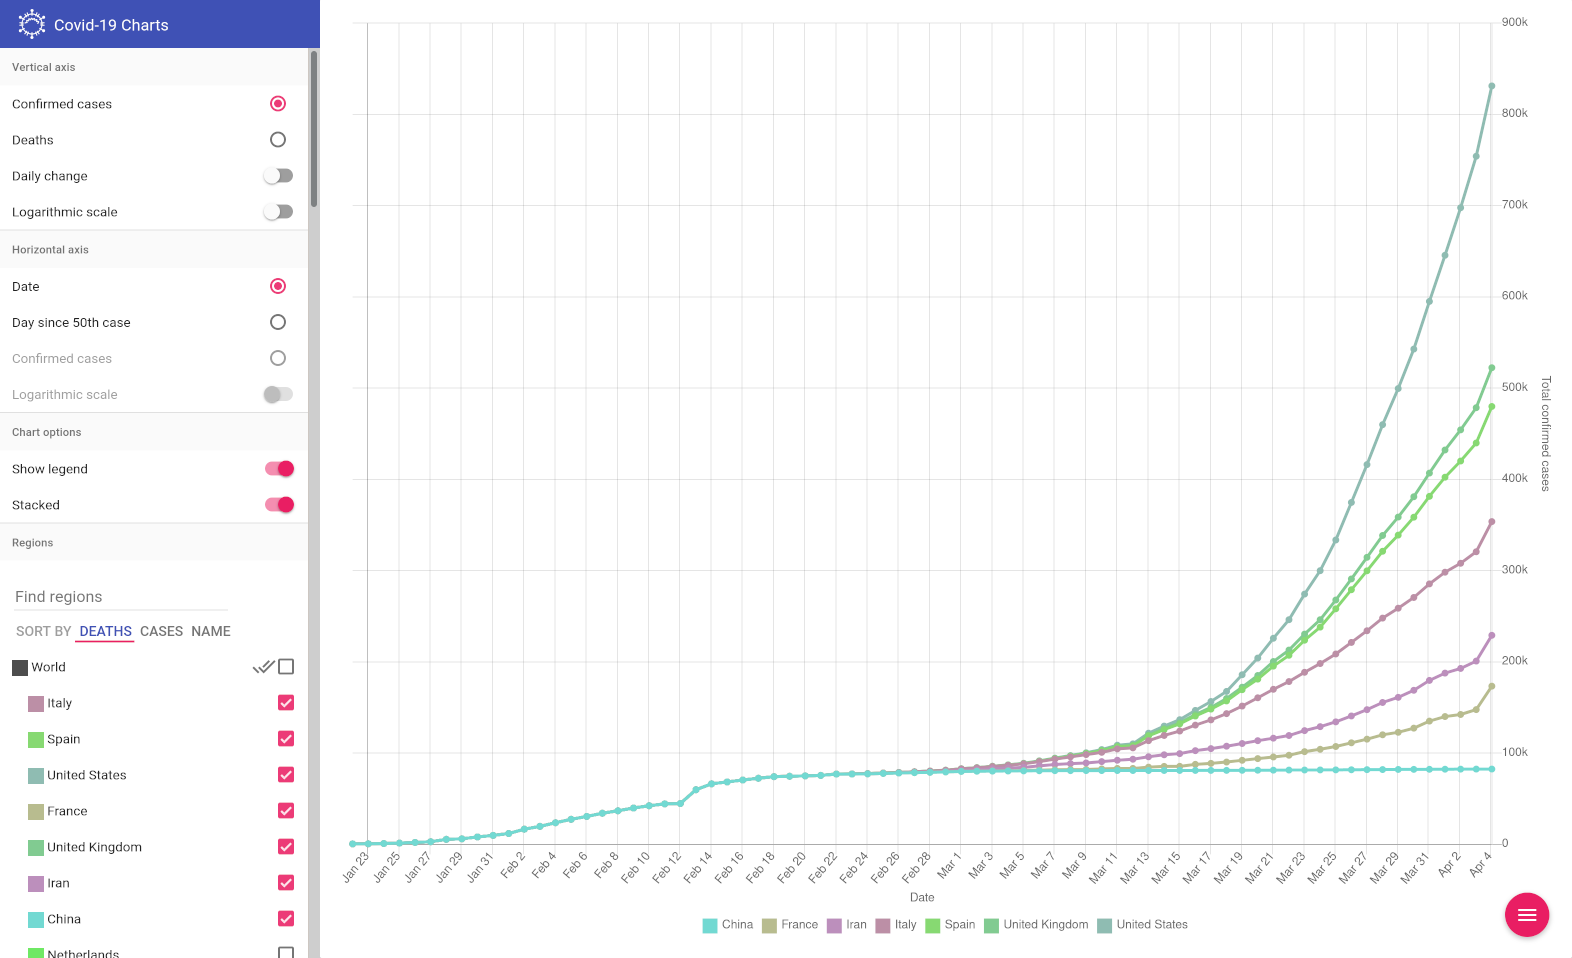 Covid-19 Charts
Vertical axis
Confirmed cases
Deaths
Daily change
Logarithmic scale
Horizontal axis
Date
Day since 50th case
Confirmed cases
Logarithmic scale
Chart options
Show legend
Stacked
Regions
Find regions
SORT BY DEATHS CASES NAME
World
Italy
Spain
United States
France
United Kingdom
Iran
China
Netherlands
900k
800k
700k
600k
500k
400k
300k
200k
100k
0
Total confirmed cases
Jan 23 Jan 25 Jan 27 Jan 29 Jan 31 Feb 2 Feb 4 Feb 6 Feb 8 Feb 10 Feb 12 Feb 14 Feb 16 Feb 18 Feb 20 Feb 22 Feb 24 Feb 26 Feb 28 Mar 1 Mar 3 Mar 5 Mar 7 Mar 9 Mar 11 Mar 13 Mar 15 Mar 17 Mar 19 Mar 21 Mar 23 Mar 25 Mar 27 Mar 29 Mar 31 Apr 2 Apr 4
Date
China France Iran Italy Spain United Kingdom United States